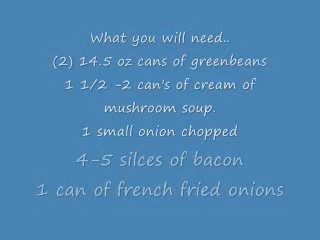 What you will need..
(2) 14.5 oz cans of greenbeans
1 1/2 -2 can's of cream of
mushroom soup.
1 small onion chopped
4-5 silces of bacon
1 can of french fried onions